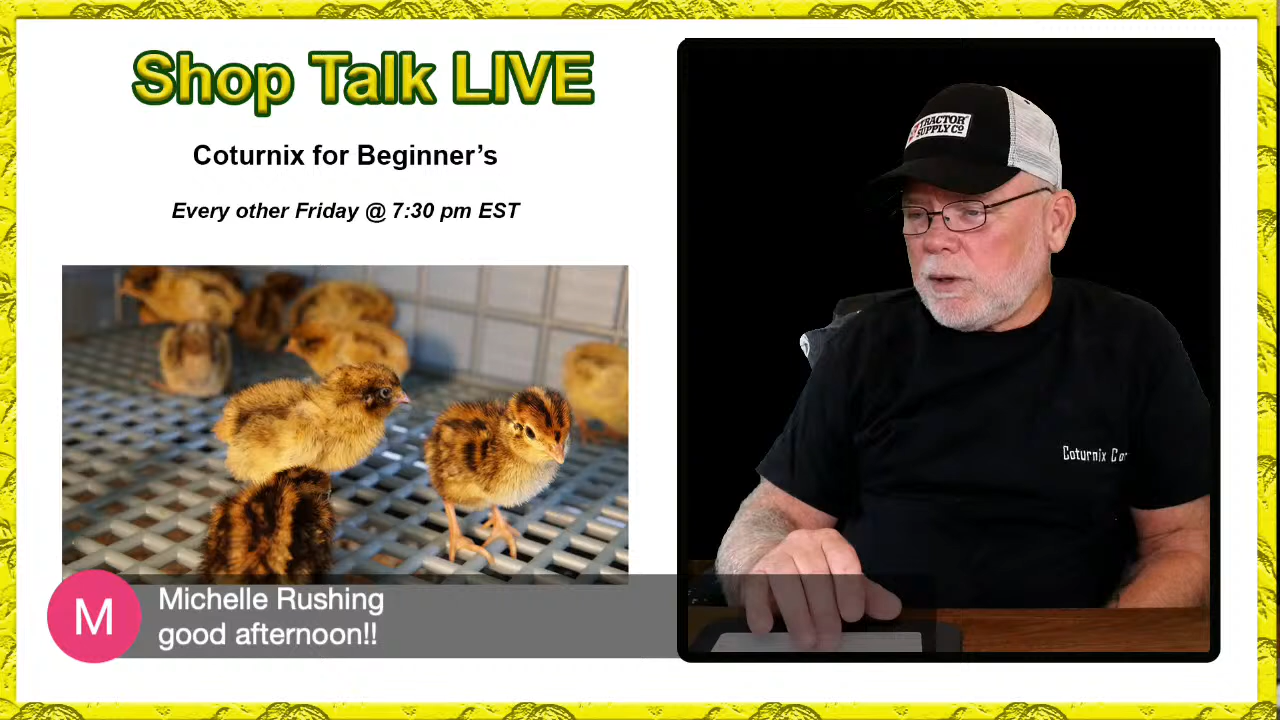 Shop Talk LIVE
Coturnix for Beginner’s
Every other Friday @ 7:30 pm EST
TRACTOR
SUPPLY CO
Coturnix Cor
M
Michelle Rushing
good afternoon!!